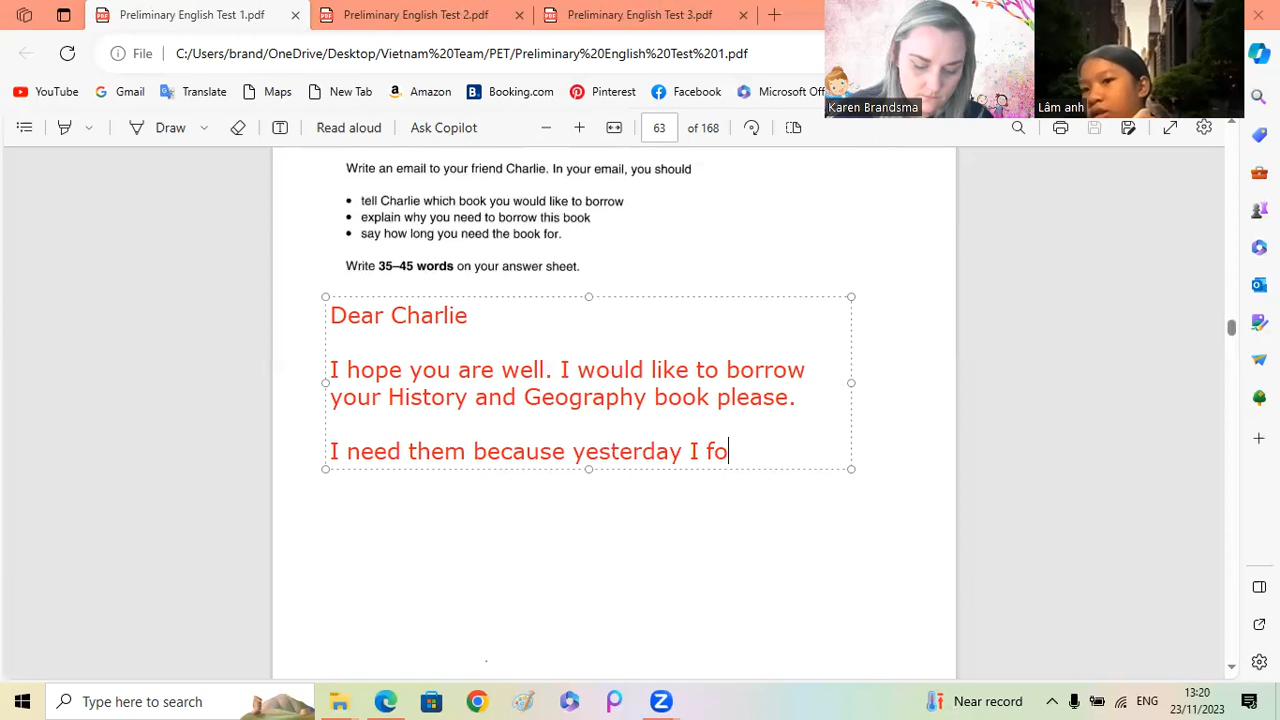 Preliminary English Test 1.pdf
Preliminary English Test 2.pdf
Preliminary English Test 3.pdf
File
C:/Users/brand/OneDrive/Desktop/Vietnam%20Team/PET/Preliminary%20English%20Test%201.pdf
YouTube
Gmail
Translate
Maps
New Tab
Amazon
Booking.com
Pinterest
Facebook
Microsoft Of
Karen Brandsma
Lâm anh
Draw
Read aloud
Ask Copilot
63 of 168
Write an email to your friend Charlie. In your email, you should
• tell Charlie which book you would like to borrow
• explain why you need to borrow this book
• say how long you need the book for.
Write 35–45 words on your answer sheet.
Dear Charlie
I hope you are well. I would like to borrow
your History and Geography book please.
I need them because yesterday I fo
Type here to search
Near record
ENG
13:20
23/11/2023